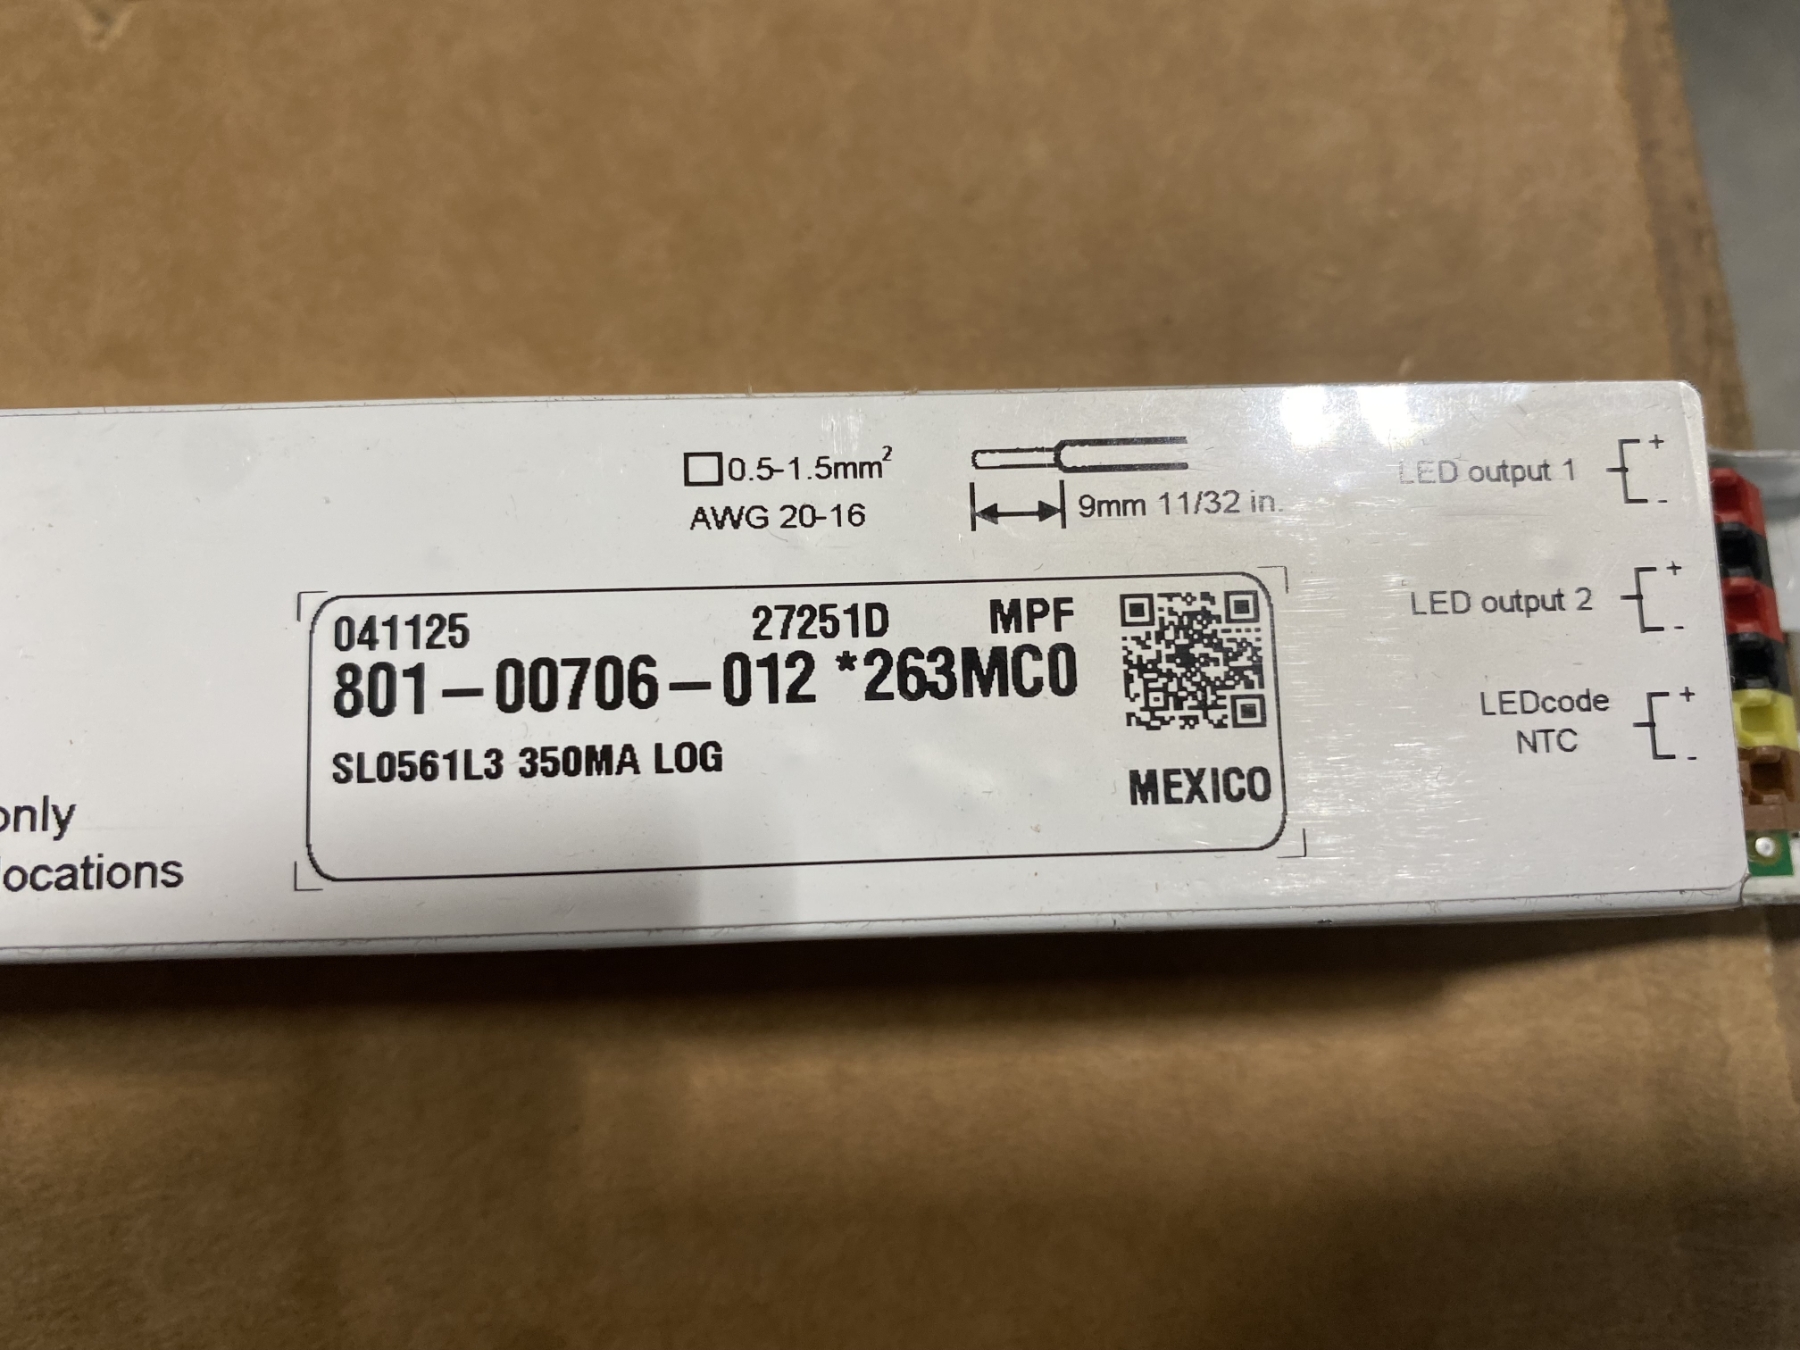 0.5-1.5mm²
AWG 20-16
9mm 11/32 in.
LED output 1
+
-
LED output 2
+
-
LEDcode
NTC
+
-
041125 27251D MPF
801-00706-012 *263MC0
SL0561L3 350MA LOG
MEXICO
only
locations